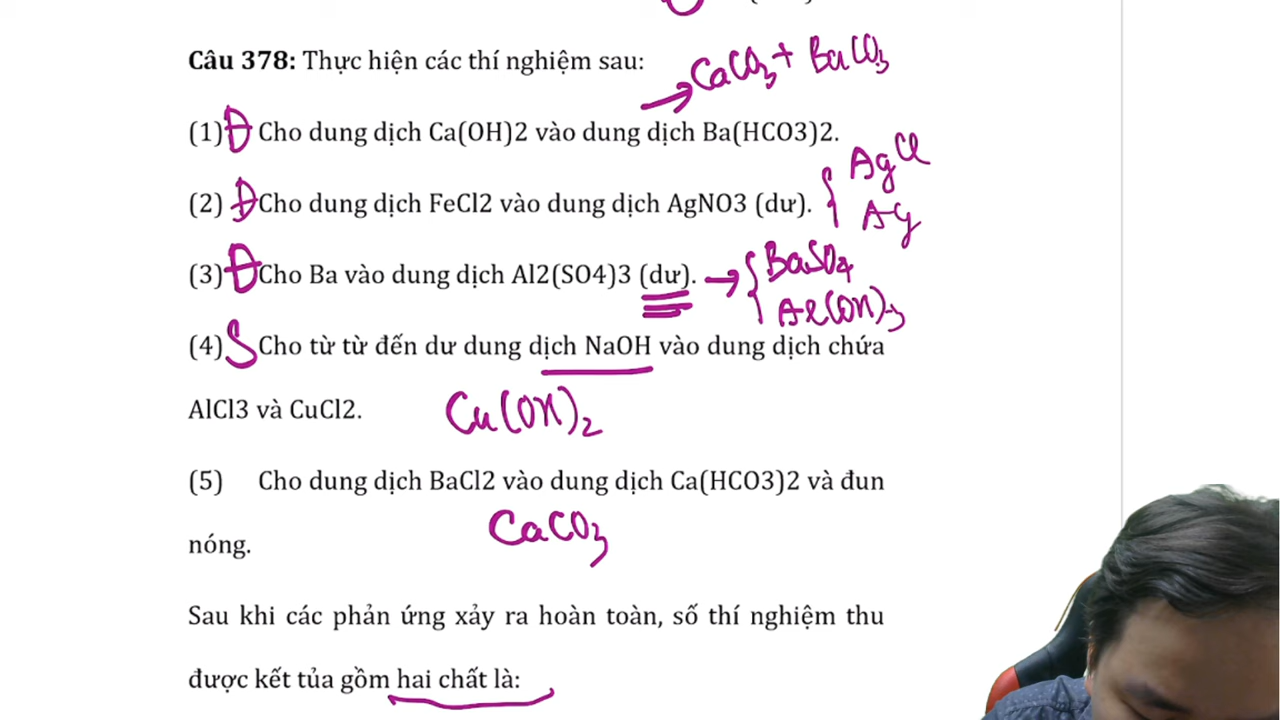 Câu 378: Thực hiện các thí nghiệm sau:
→ CaCO3 + BaCO3
(1) Đ Cho dung dịch Ca(OH)2 vào dung dịch Ba(HCO3)2.
(2) Đ Cho dung dịch FeCl2 vào dung dịch AgNO3 (dư). { AgCl
Ag
(3) Đ Cho Ba vào dung dịch Al2(SO4)3 (dư). → { BaSO4
Al(OH)3
(4) S Cho từ từ đến dư dung dịch NaOH vào dung dịch chứa
AlCl3 và CuCl2. Cu(OH)2
(5) Cho dung dịch BaCl2 vào dung dịch Ca(HCO3)2 và đun
nóng. CaCO3
Sau khi các phản ứng xảy ra hoàn toàn, số thí nghiệm thu
được kết tủa gồm hai chất là: